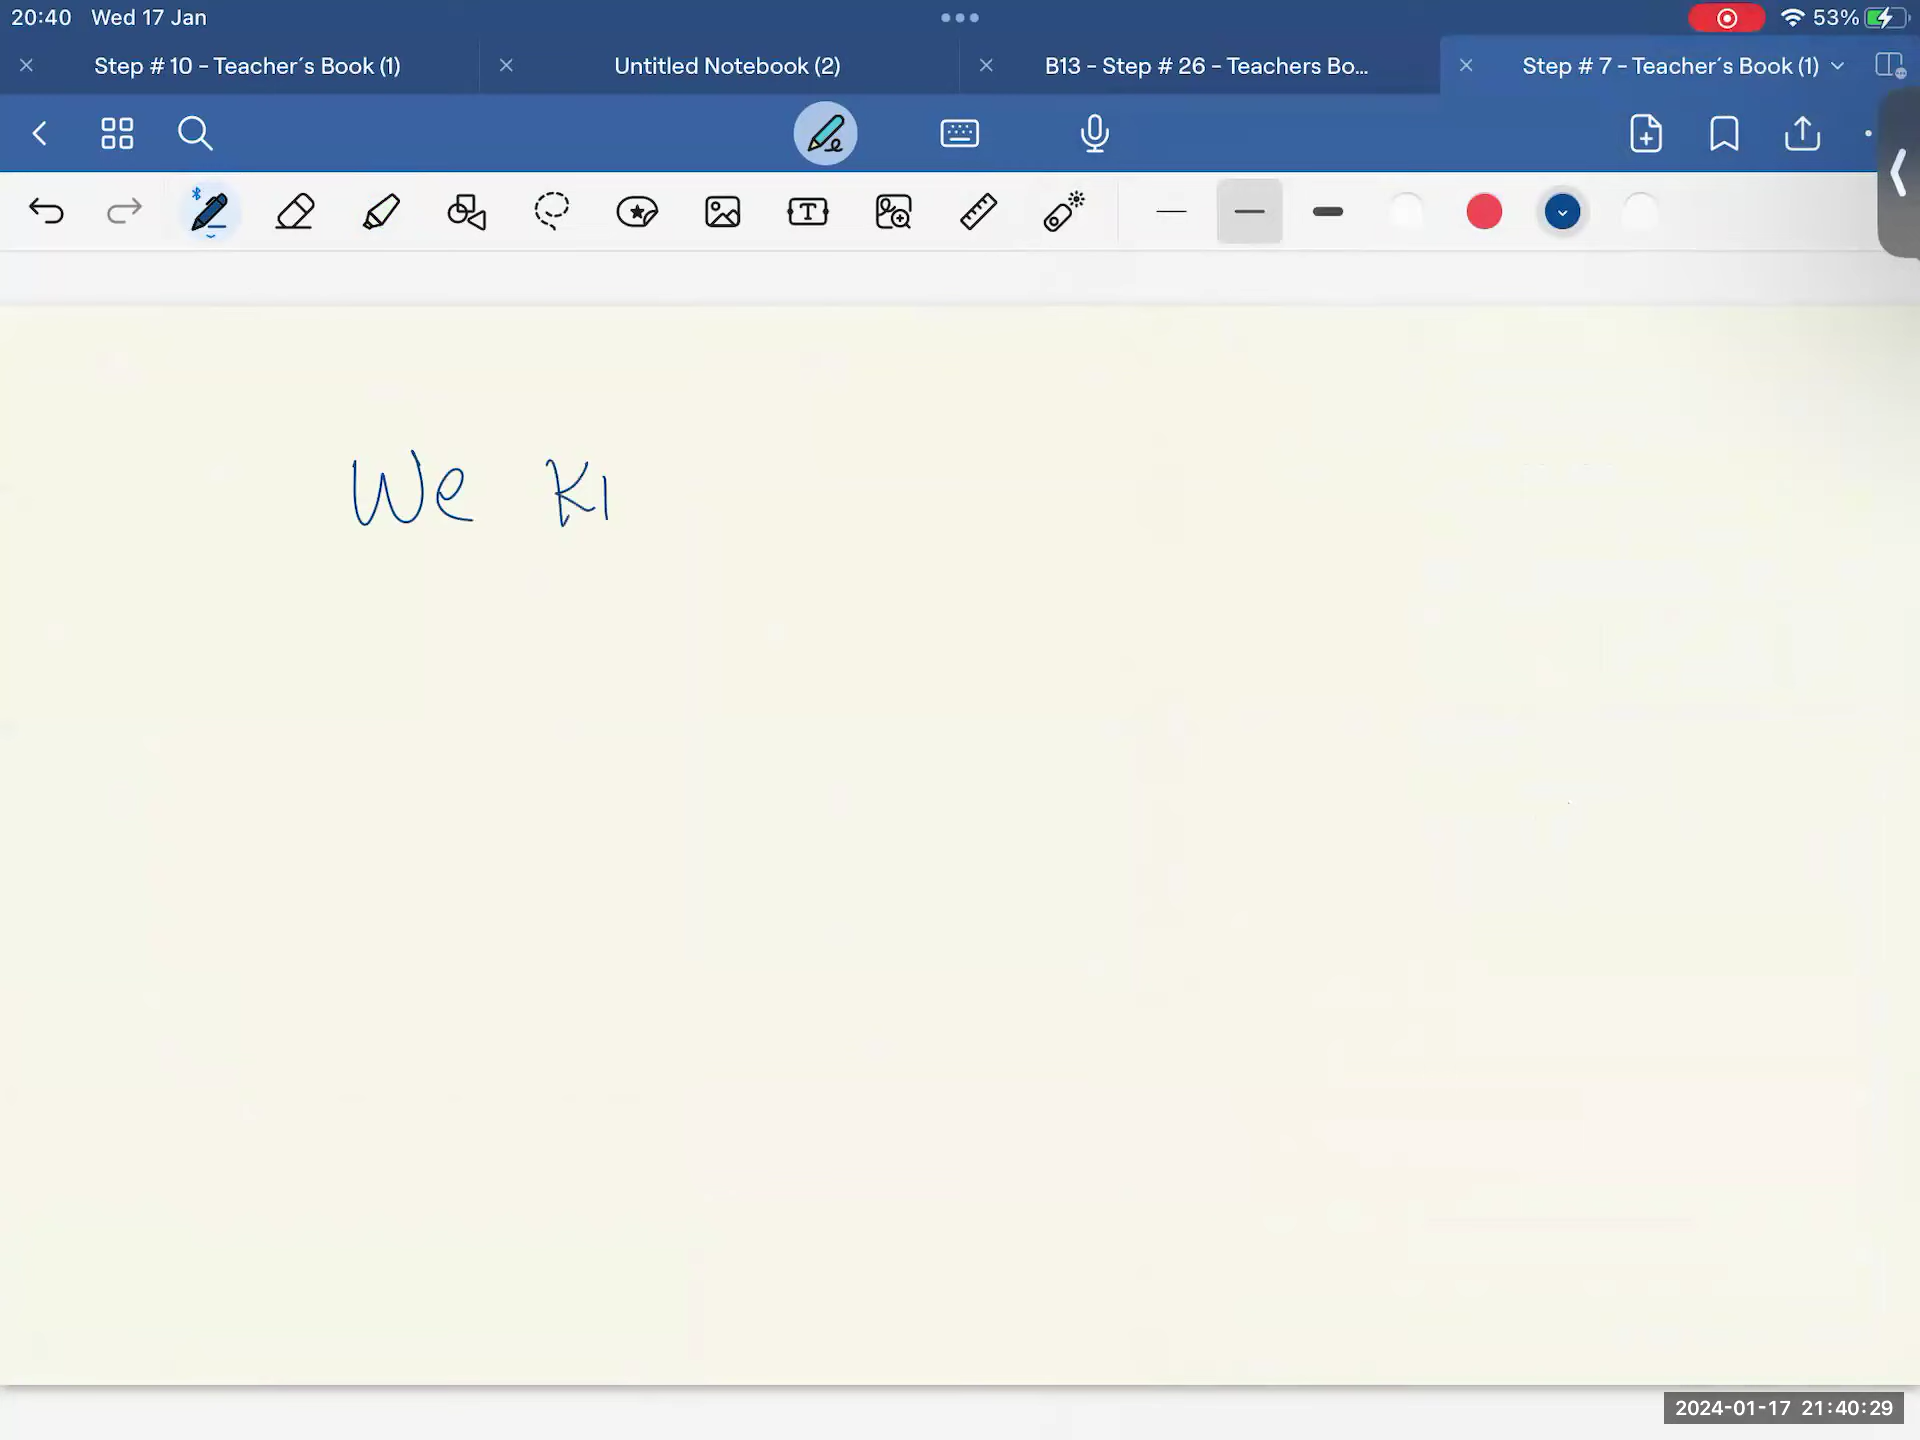 20:40 Wed 17 Jan
53%
Step # 10 - Teacher´s Book (1)
Untitled Notebook (2)
B13 - Step # 26 - Teachers Bo...
Step # 7 - Teacher´s Book (1)
We KI
2024-01-17 21:40:29